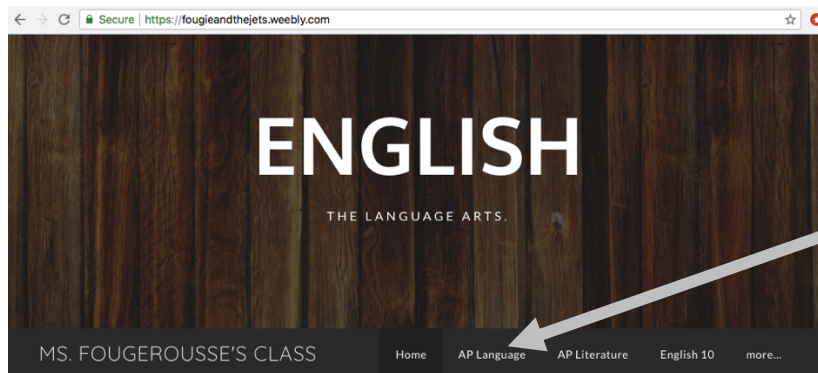 Secure | https://fougieandthejets.weebly.com
ENGLISH
THE LANGUAGE ARTS.
MS. FOUGEROUSSE'S CLASS Home AP Language AP Literature English 10 more...